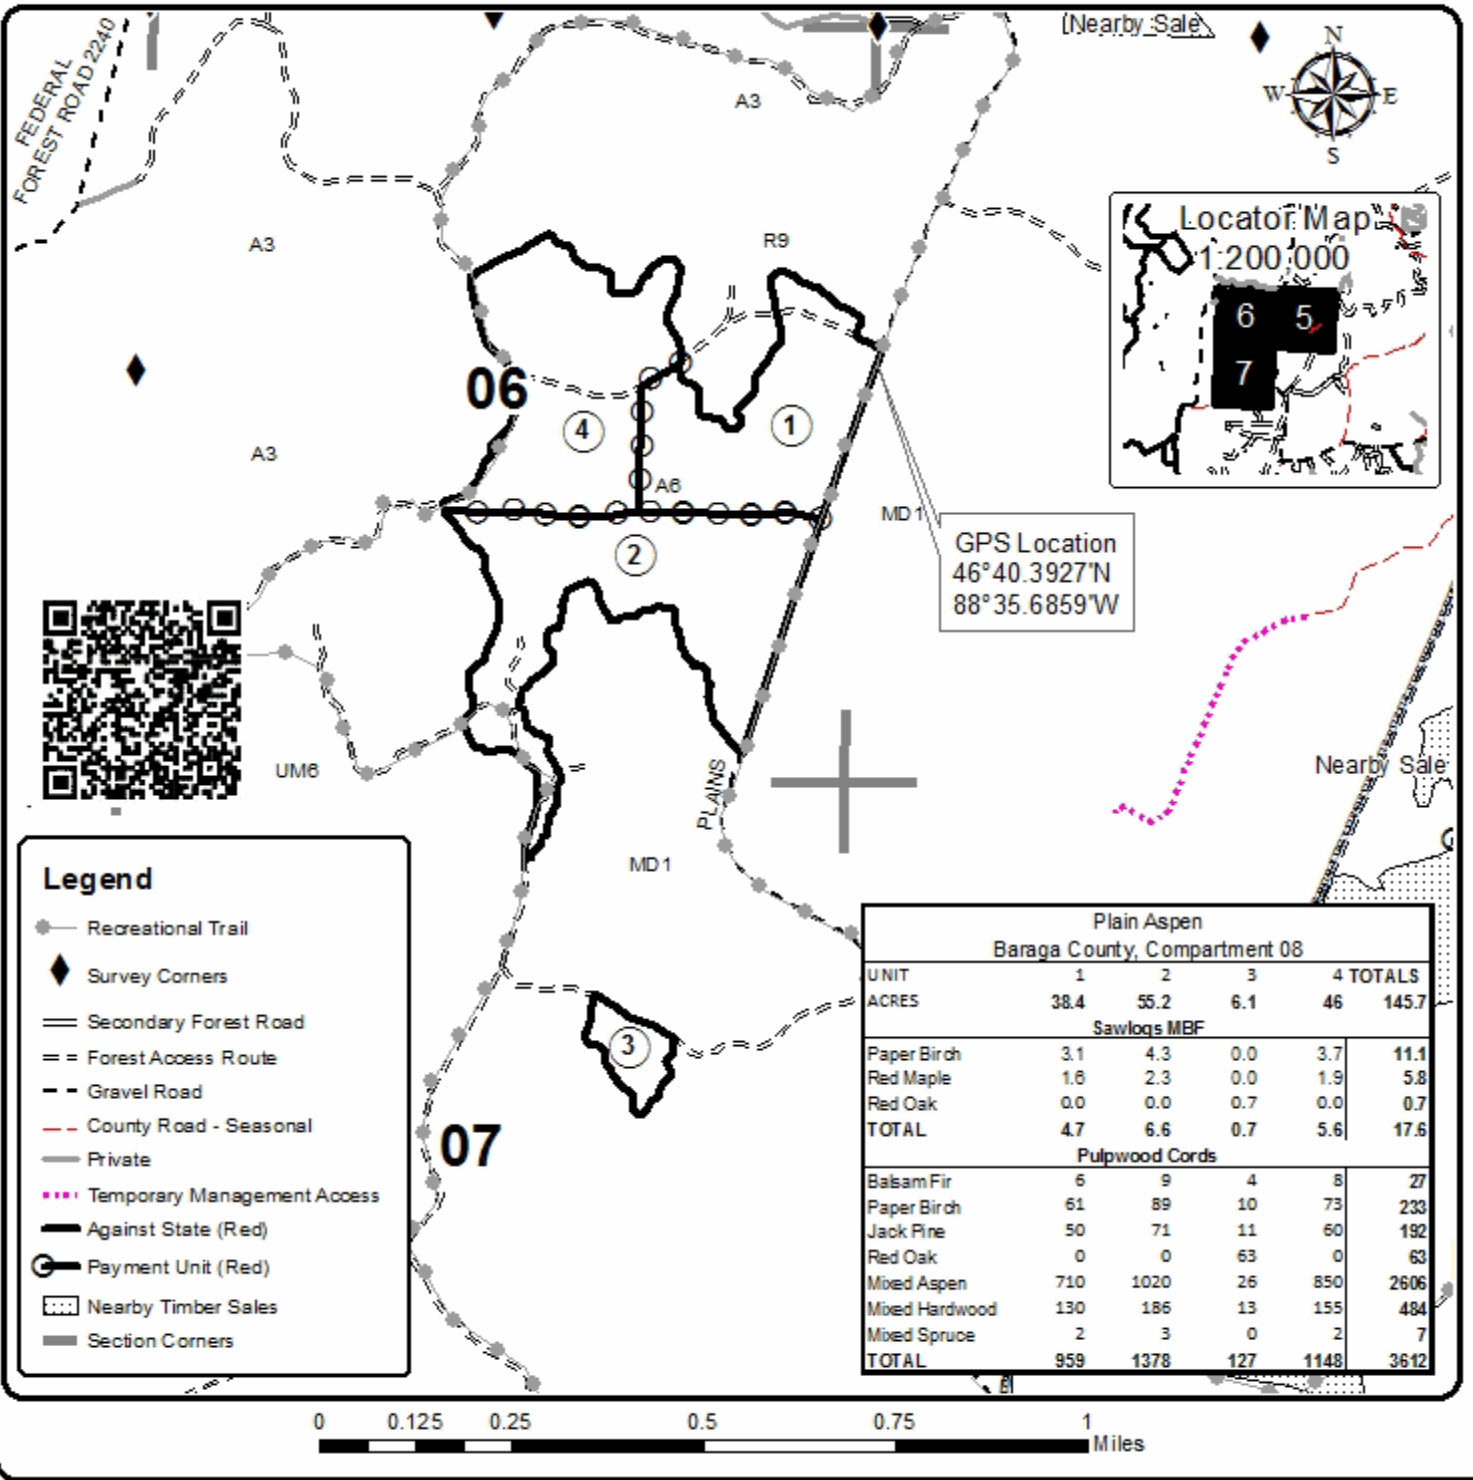 FEDERAL
FOREST ROAD 2240
Nearby Sale
N
W E
S
A3
A3
R9
Locator Map
1:200,000
6 5
7
06
4
1
A3
A6
MD1
2
GPS Location
46°40.3927'N
88°35.6859'W
UM6
PLAINS
Nearby Sale
MD1
3
07
Legend
Recreational Trail
Survey Corners
Secondary Forest Road
Forest Access Route
Gravel Road
County Road - Seasonal
Private
Temporary Management Access
Against State (Red)
Payment Unit (Red)
Nearby Timber Sales
Section Corners
Plain Aspen
Baraga County, Compartment 08
UNIT 1 2 3 4 TOTALS
ACRES 38.4 55.2 6.1 46 145.7
Sawlogs MBF
Paper Birch 3.1 4.3 0.0 3.7 11.1
Red Maple 1.6 2.3 0.0 1.9 5.8
Red Oak 0.0 0.0 0.7 0.0 0.7
TOTAL 4.7 6.6 0.7 5.6 17.6
Pulpwood Cords
Balsam Fir 6 9 4 8 27
Paper Birch 61 89 10 73 233
Jack Pine 50 71 11 60 192
Red Oak 0 0 63 0 63
Mixed Aspen 710 1020 26 850 2606
Mixed Hardwood 130 186 13 155 484
Mixed Spruce 2 3 0 2 7
TOTAL 959 1378 127 1148 3612
0 0.125 0.25 0.5 0.75 1
Miles